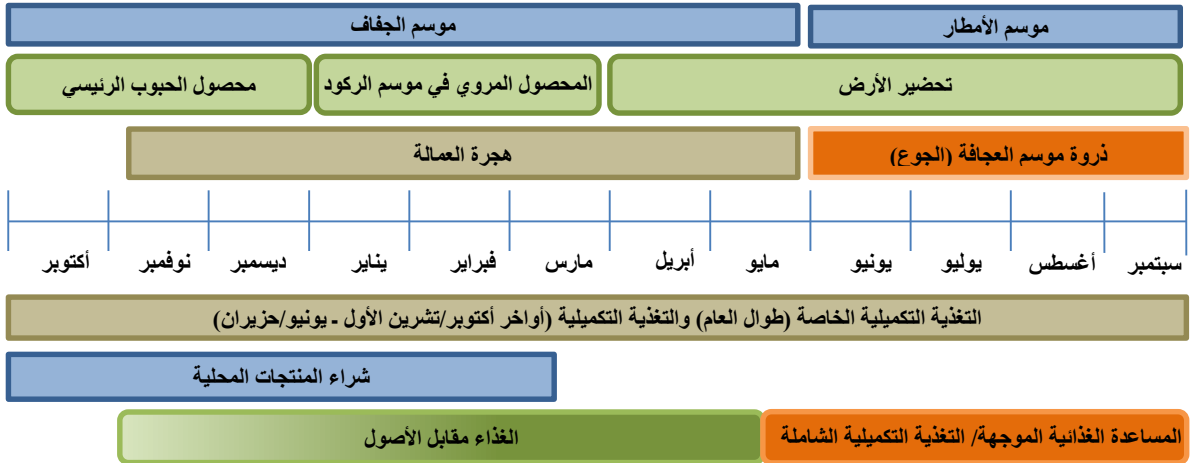 موسم الجفاف
موسم الأمطار
محصول الحبوب الرئيسي
المحصول المروي في موسم الركود
تحضير الأرض
هجرة العمالة
ذروة موسم العجافة (الجوع)
أكتوبر
نوفمبر
ديسمبر
يناير
فبراير
مارس
أبريل
مايو
يونيو
يوليو
أغسطس
سبتمبر
التغذية التكميلية الخاصة (طوال العام) والتغذية التكميلية (أواخر أكتوبر/تشرين الأول - يونيو/حزيران)
شراء المنتجات المحلية
الغذاء مقابل الأصول
المساعدة الغذائية الموجهة/ التغذية التكميلية الشاملة